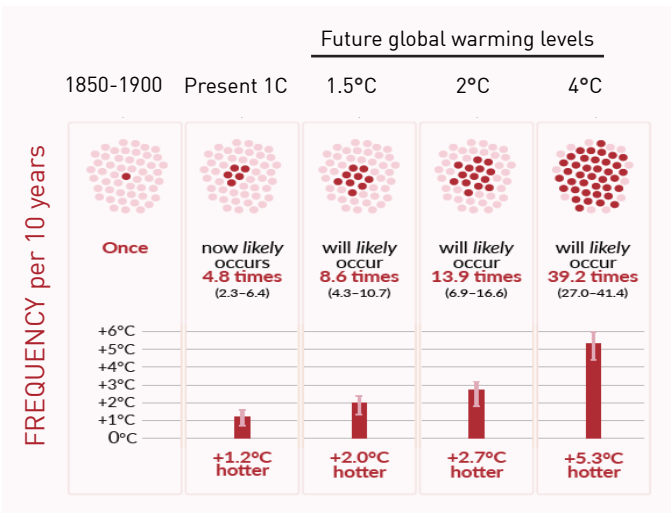 Future global warming levels
1850-1900 Present 1C 1.5°C 2°C 4°C
FREQUENCY per 10 years
Once
now likely
occurs
4.8 times
(2.3–6.4)
will likely
occur
8.6 times
(4.3–10.7)
will likely
occur
13.9 times
(6.9–16.6)
will likely
occur
39.2 times
(27.0–41.4)
+6°C
+5°C
+4°C
+3°C
+2°C
+1°C
0°C
+1.2°C
hotter
+2.0°C
hotter
+2.7°C
hotter
+5.3°C
hotter